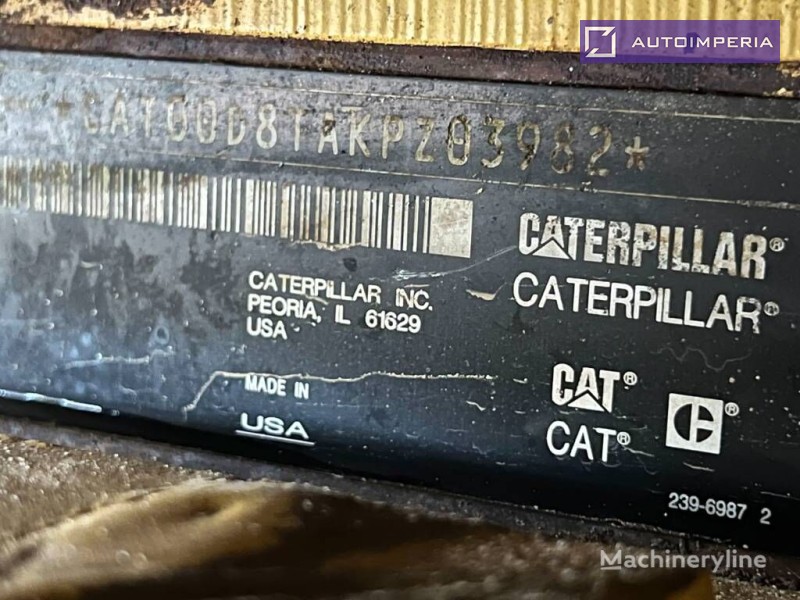 AUTOIMPERIA
*CAT00D8TAKPZ03982*
CATERPILLAR®
CATERPILLAR®
CATERPILLAR INC.
PEORIA, IL 61629
USA
MADE IN
USA
CAT®
CAT®
C®
239-6987 2
Machineryline